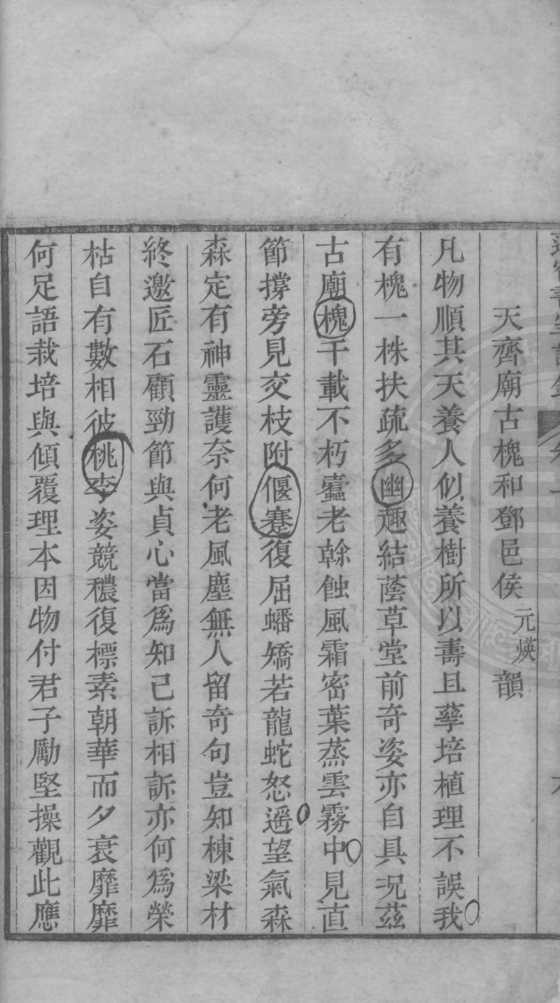 天齊廟古槐和鄧邑侯元煐韻
凡物順其天養人似養樹所以壽且孳培植理不誤我
有槐一株扶疏多幽趣結蔭草堂前奇姿亦自具況茲
古廟槐千載不朽蠹老榦蝕風霜密葉蒸雲霧中見直
節撐旁見交枝附偃蹇復屈蟠矯若龍蛇怒遥望氣森
森定有神靈護奈何老風塵無人留奇句豈知棟梁材
終邀匠石顧勁節與貞心當爲知己訴相訴亦何爲榮
枯自有數相彼桃李姿競穠復標素朝華而夕衰靡靡
何足語栽培與傾覆理本因物付君子勵堅操觀此應